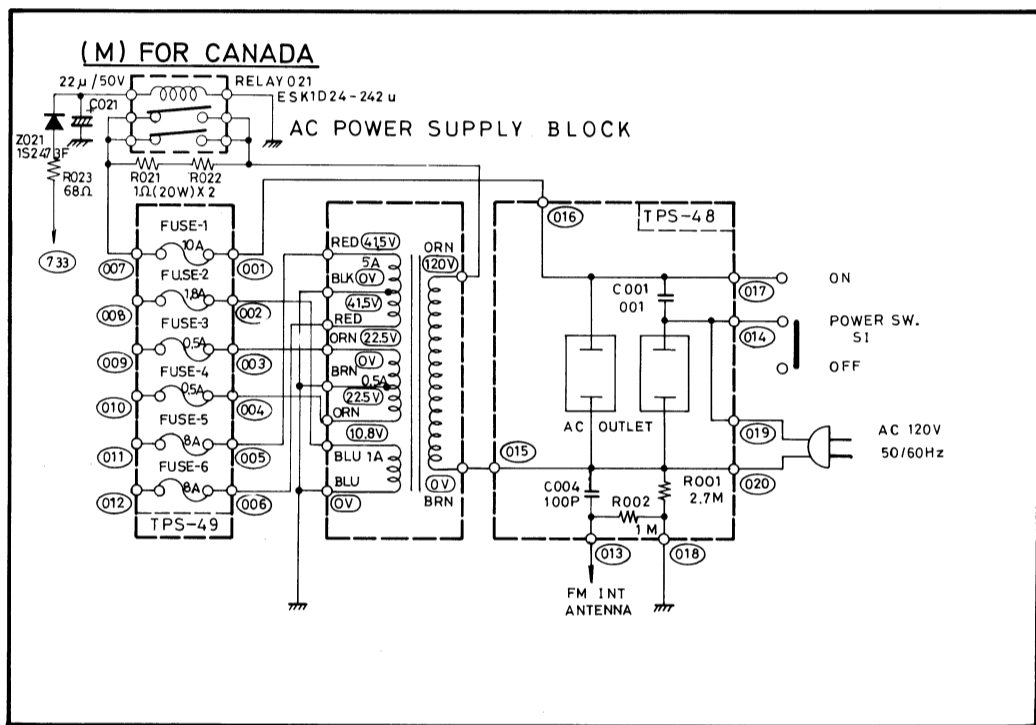 (M) FOR CANADA
22μ/50V
C021
+
RELAY 021
ESK1D24-242u
AC POWER SUPPLY BLOCK
Z021
1S2473F
R023
68Ω
733
R021
R022
1Ω(20W)X2
FUSE-1
10A
007
001
FUSE-2
1,8A
008
002
FUSE-3
0,5A
009
003
FUSE-4
0,5A
010
004
FUSE-5
8A
011
005
FUSE-6
8A
012
006
TPS-49
RED 41,5V
5A
BLK 0V
41,5V
RED
ORN 22.5V
0V
BRN
0,5A
22.5V
ORN
10.8V
BLU 1A
BLU
0V
ORN
120V
0V
BRN
TPS-48
016
015
C001
001
AC OUTLET
C004
100P
R002
1M
R001
2.7M
013
018
FM INT
ANTENNA
017
ON
014
POWER SW.
S1
OFF
019
020
AC 120V
50/60Hz